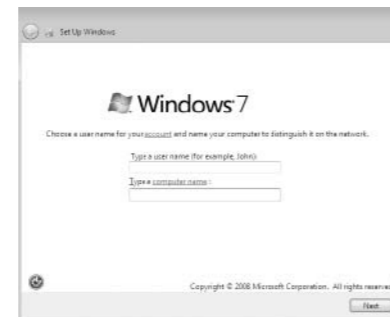 Set Up Windows
Windows 7
Choose a user name for your account and name your computer to distinguish it on the network.
Type a user name (for example, John):
Type a computer name:
Copyright © 2008 Microsoft Corporation. All rights reserve
Next